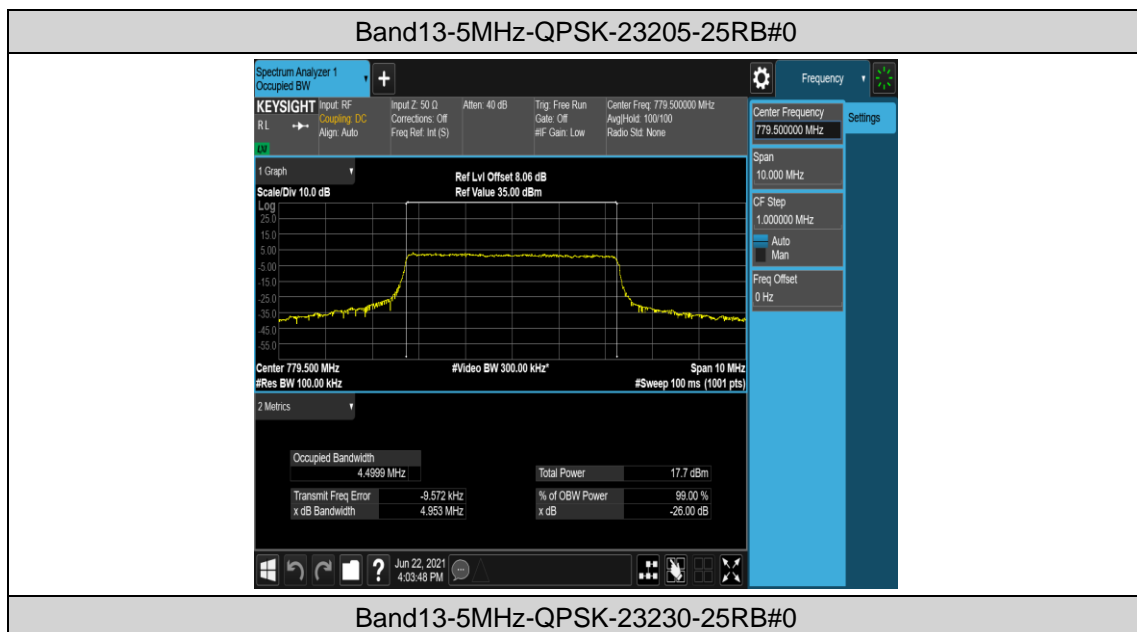 Band13-5MHz-QPSK-23205-25RB#0
Spectrum Analyzer 1
Occupied BW
+
Frequency
KEYSIGHT
RL
Input: RF
Coupling: DC
Align: Auto
Input Z: 50 Ω
Corrections: Off
Freq Ref: Int (S)
Atten: 40 dB
Trig: Free Run
Gate: Off
#IF Gain: Low
Center Freq: 779.500000 MHz
Avg|Hold: 100/100
Radio Std: None
Center Frequency
779.500000 MHz
Settings
Span
10.000 MHz
CF Step
1.000000 MHz
Auto
Man
Freq Offset
0 Hz
1 Graph
Scale/Div 10.0 dB
Ref Lvl Offset 8.06 dB
Ref Value 35.00 dBm
Log
25.0
15.0
5.00
-5.00
-15.0
-25.0
-35.0
-45.0
-55.0
Center 779.500 MHz
#Video BW 300.00 kHz*
Span 10 MHz
#Res BW 100.00 kHz
#Sweep 100 ms (1001 pts)
2 Metrics
Occupied Bandwidth
4.4999 MHz
Total Power 17.7 dBm
Transmit Freq Error -9.572 kHz
% of OBW Power 99.00 %
x dB Bandwidth 4.953 MHz
x dB -26.00 dB
?
Jun 22, 2021
4:03:48 PM
Band13-5MHz-QPSK-23230-25RB#0